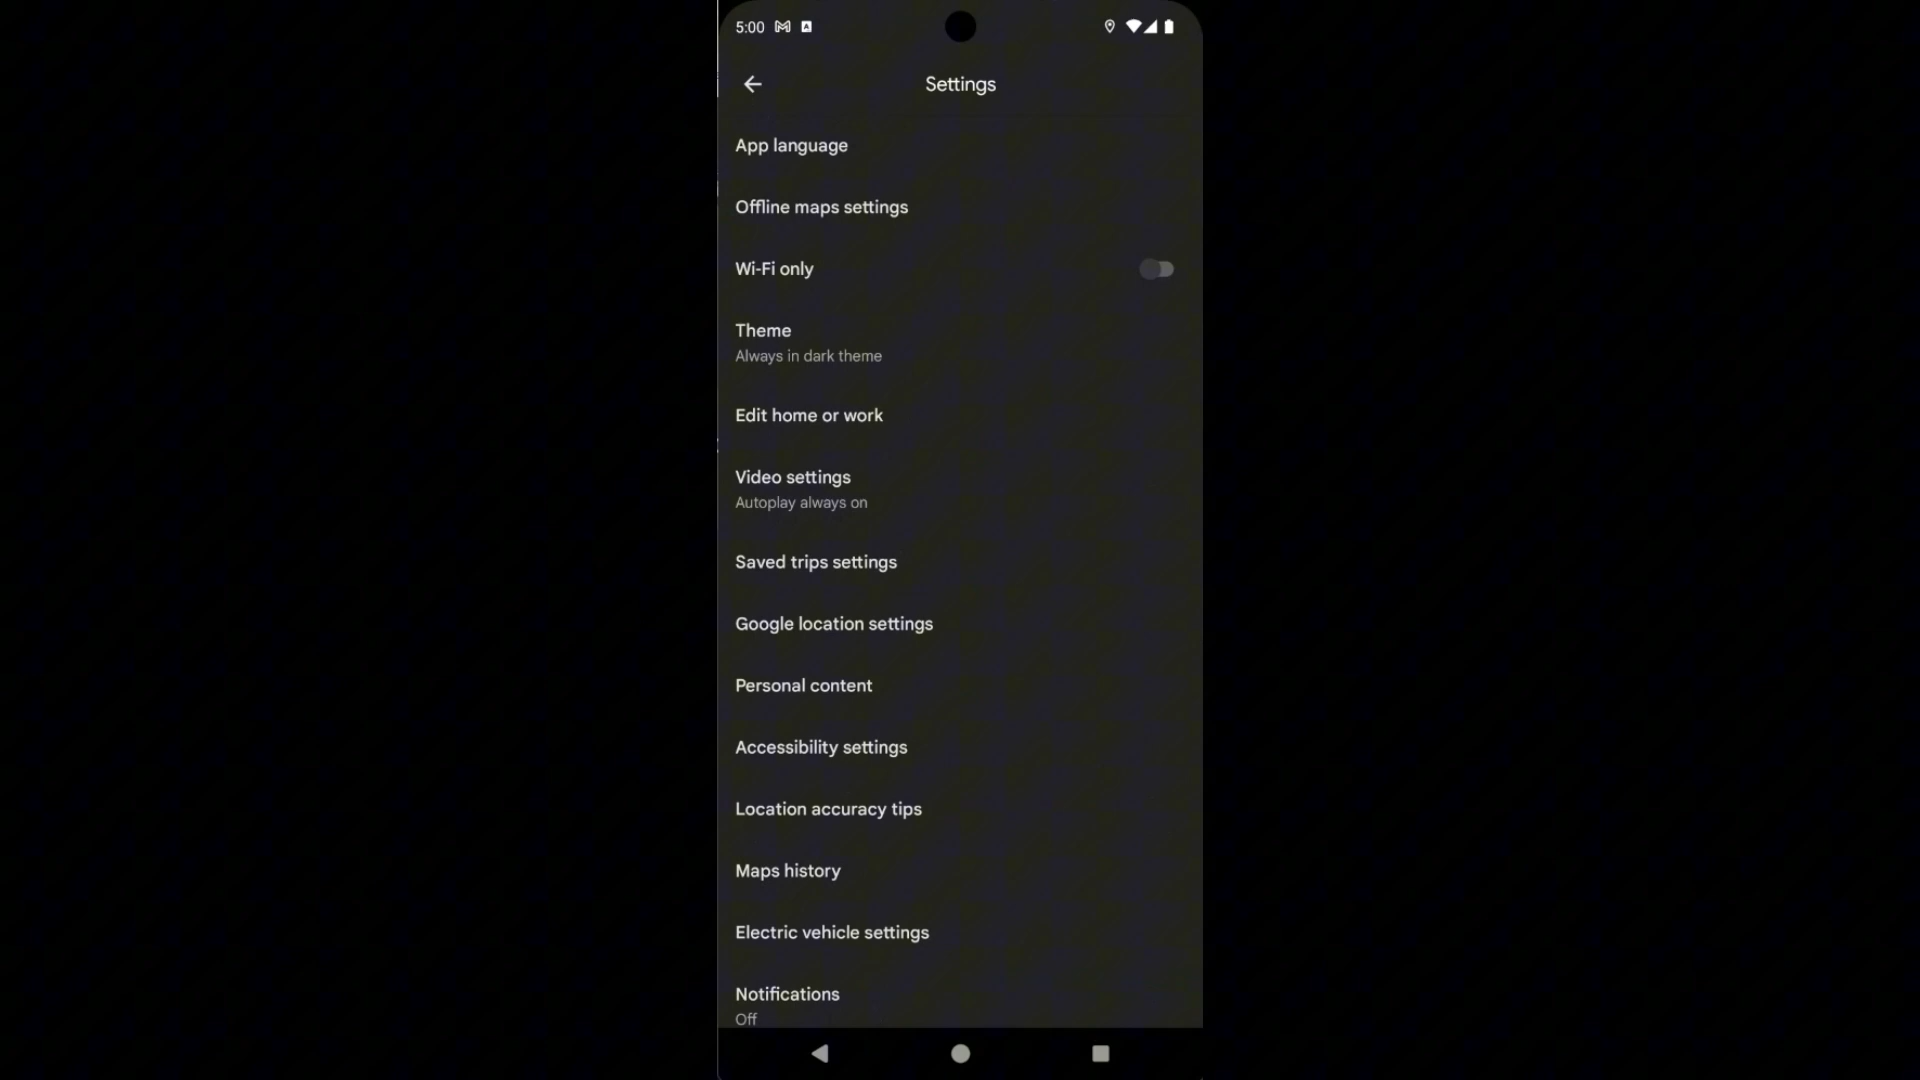 5:00
Settings
App language
Offline maps settings
Wi-Fi only
Theme
Always in dark theme
Edit home or work
Video settings
Autoplay always on
Saved trips settings
Google location settings
Personal content
Accessibility settings
Location accuracy tips
Maps history
Electric vehicle settings
Notifications
Off